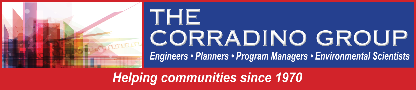 THE
CORRADINO GROUP
Engineers • Planners • Program Managers • Environmental Scientists
Helping communities since 1970